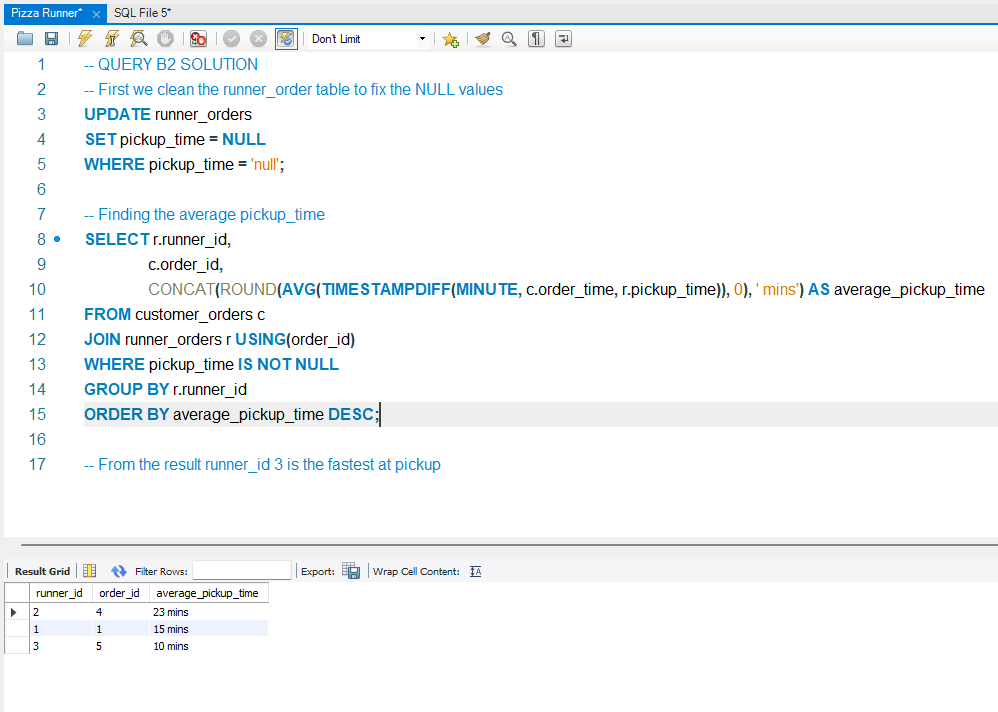 Pizza Runner* × SQL File 5*
Don't Limit
1 -- QUERY B2 SOLUTION
2 -- First we clean the runner_order table to fix the NULL values
3 UPDATE runner_orders
4 SET pickup_time = NULL
5 WHERE pickup_time = 'null';
6
7 -- Finding the average pickup_time
8 SELECT r.runner_id,
9 c.order_id,
10 CONCAT(ROUND(AVG(TIMESTAMPDIFF(MINUTE, c.order_time, r.pickup_time)), 0), ' mins') AS average_pickup_time
11 FROM customer_orders c
12 JOIN runner_orders r USING(order_id)
13 WHERE pickup_time IS NOT NULL
14 GROUP BY r.runner_id
15 ORDER BY average_pickup_time DESC;
16
17 -- From the result runner_id 3 is the fastest at pickup
Result Grid Filter Rows: Export: Wrap Cell Content: IA
runner_id order_id average_pickup_time
2 4 23 mins
1 1 15 mins
3 5 10 mins